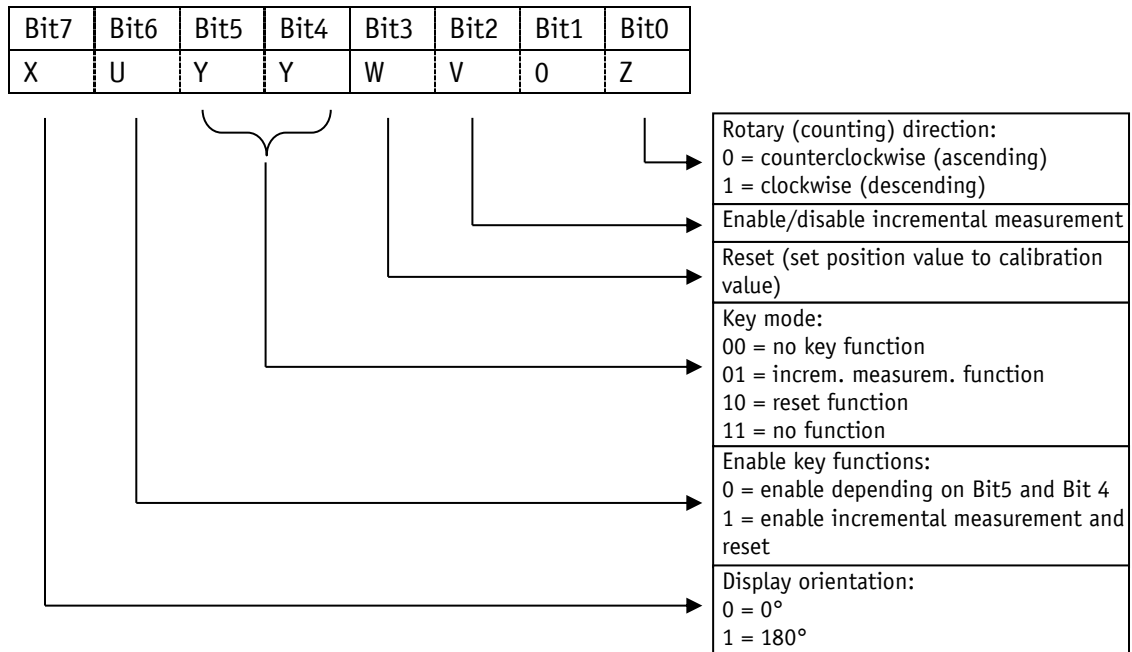 Bit7 Bit6 Bit5 Bit4 Bit3 Bit2 Bit1 Bit0
X U Y Y W V 0 Z
Rotary (counting) direction:
0 = counterclockwise (ascending)
1 = clockwise (descending)
Enable/disable incremental measurement
Reset (set position value to calibration
value)
Key mode:
00 = no key function
01 = increm. measurem. function
10 = reset function
11 = no function
Enable key functions:
0 = enable depending on Bit5 and Bit 4
1 = enable incremental measurement and
reset
Display orientation:
0 = 0°
1 = 180°